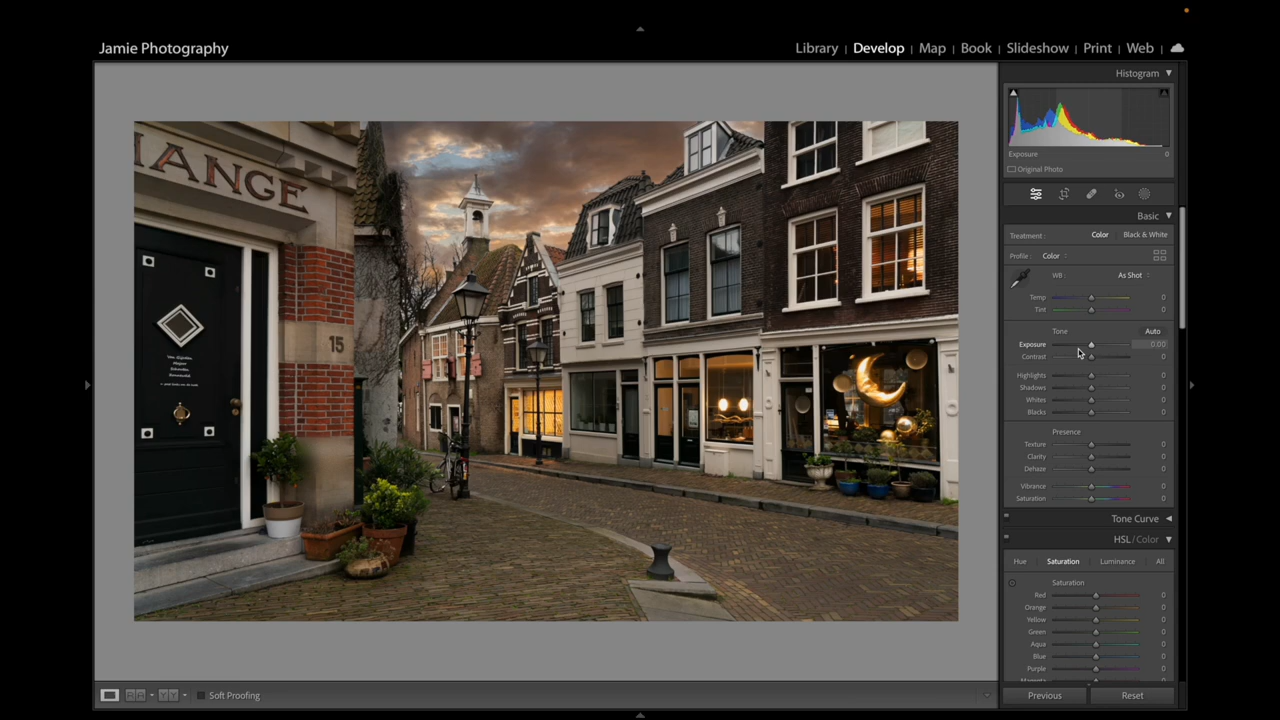 Jamie Photography
Library | Develop | Map | Book | Slideshow | Print | Web
Histogram
Exposure 0
Original Photo
Basic
Treatment : Color Black & White
Profile : Color
WB : As Shot
Temp 0
Tint 0
Tone Auto
Exposure 0.00
Contrast 0
Highlights 0
Shadows 0
Whites 0
Blacks 0
Presence
Texture 0
Clarity 0
Dehaze 0
Vibrance 0
Saturation 0
Tone Curve
HSL / Color
Hue Saturation Luminance All
Saturation
Red 0
Orange 0
Yellow 0
Green 0
Aqua 0
Blue 0
Purple 0
Previous Reset
Soft Proofing
HANGE
15